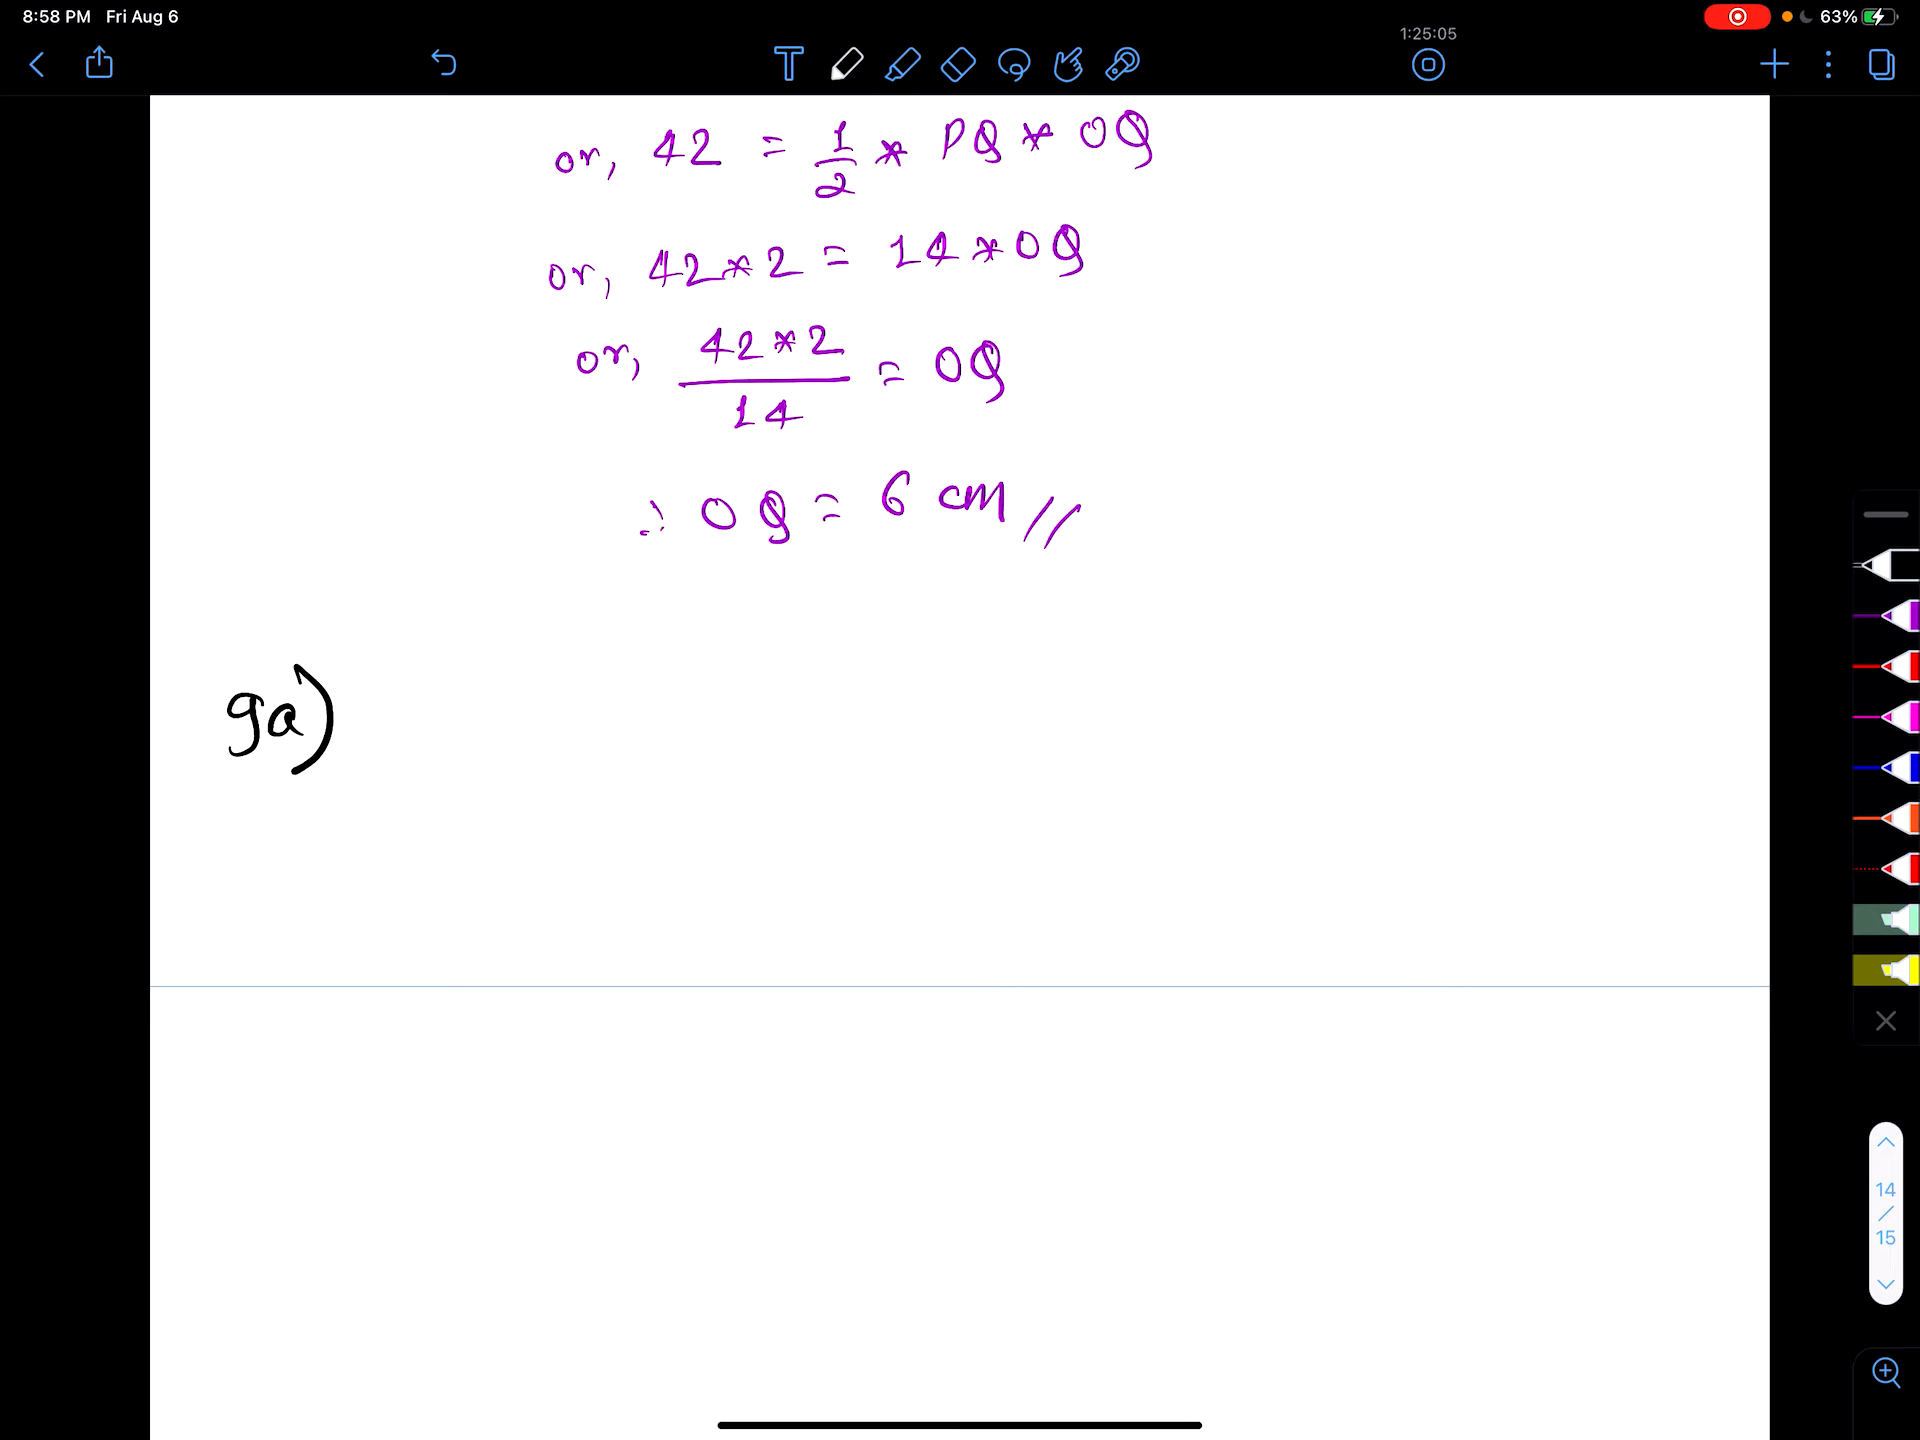 8:58 PM Fri Aug 6
63%
1:25:05
T
or, 42 = 1/2 * PQ * OQ
or, 42*2 = 14*OQ
or, 42*2/14 = OQ
∴ OQ = 6 cm //
9a)
14
/
15